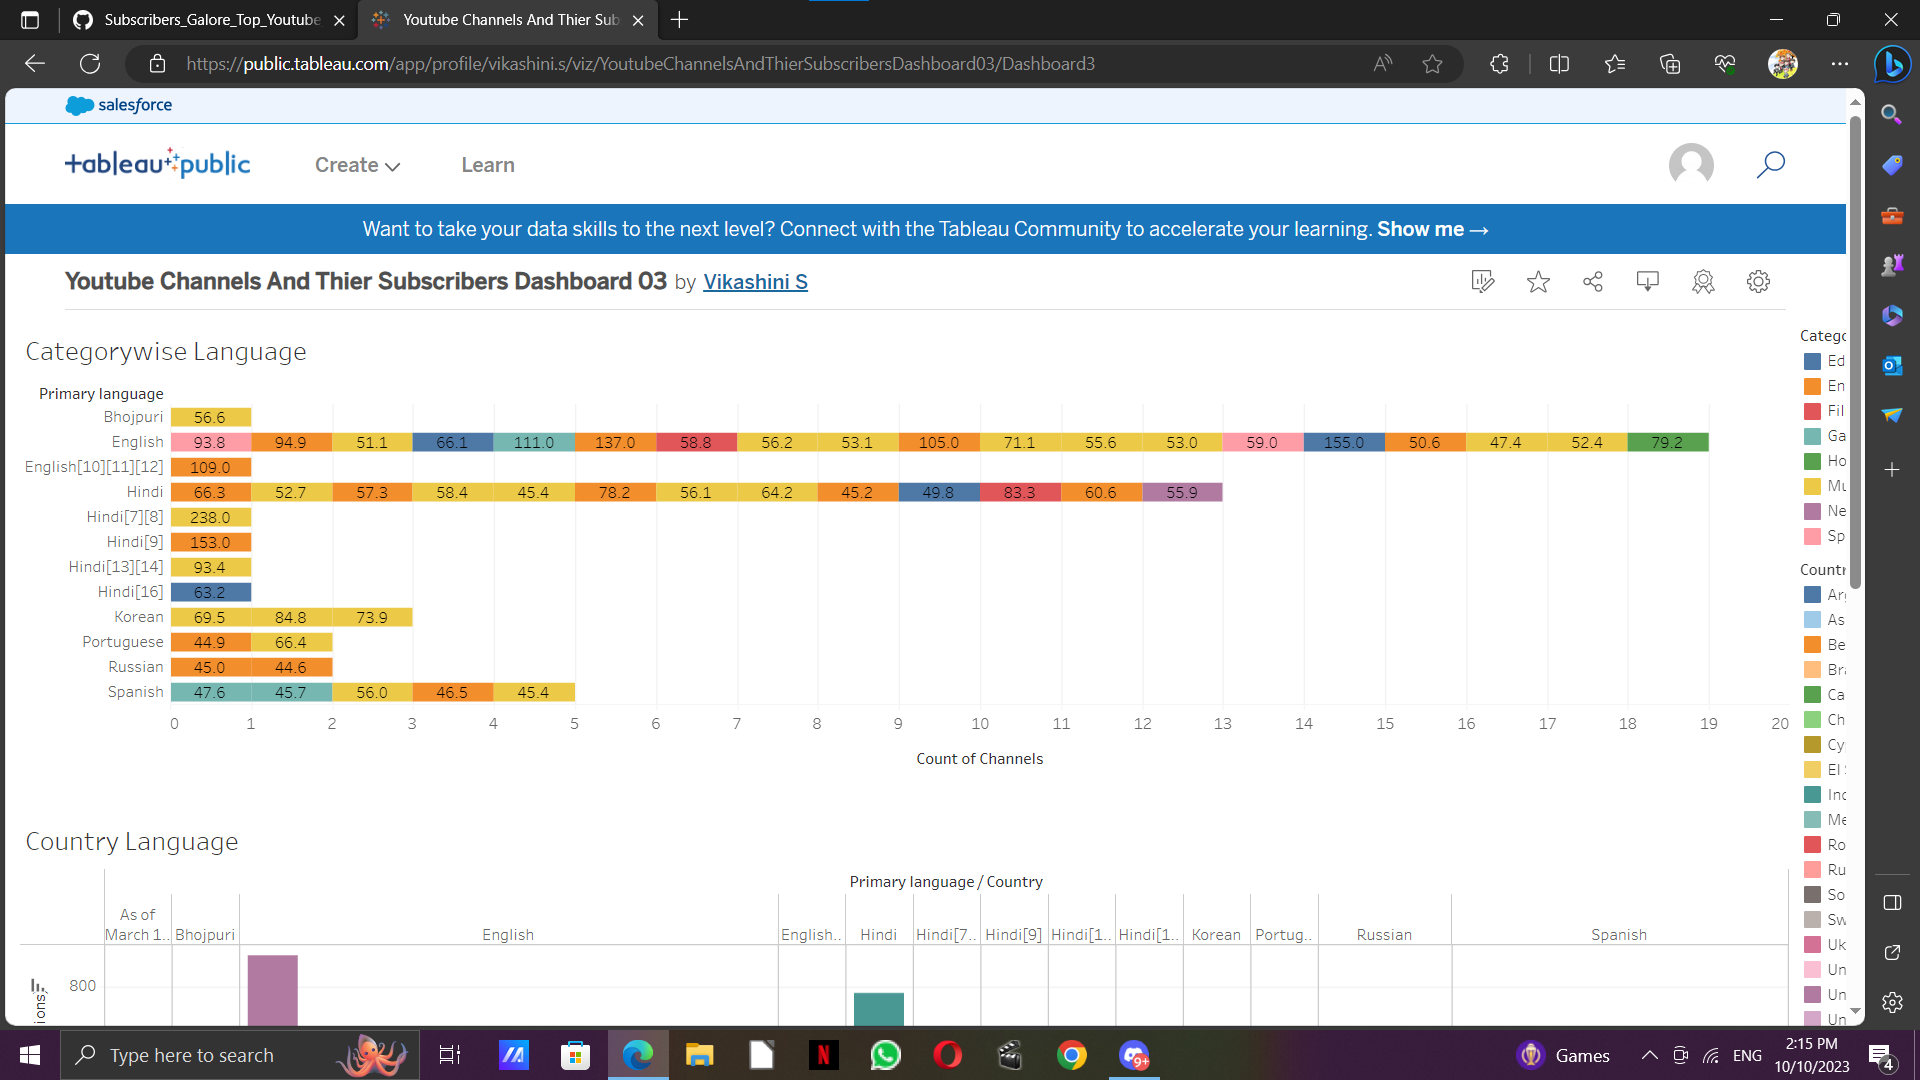 Subscribers_Galore_Top_Youtube
Youtube Channels And Thier Sub
https://public.tableau.com/app/profile/vikashini.s/viz/YoutubeChannelsAndThierSubscribersDashboard03/Dashboard3
salesforce
tableau public
Create
Learn
Want to take your data skills to the next level? Connect with the Tableau Community to accelerate your learning. Show me →
Youtube Channels And Thier Subscribers Dashboard 03 by Vikashini S
Categorywise Language
Primary language
Bhojpuri 56.6
English 93.8 94.9 51.1 66.1 111.0 137.0 58.8 56.2 53.1 105.0 71.1 55.6 53.0 59.0 155.0 50.6 47.4 52.4 79.2
English[10][11][12] 109.0
Hindi 66.3 52.7 57.3 58.4 45.4 78.2 56.1 64.2 45.2 49.8 83.3 60.6 55.9
Hindi[7][8] 238.0
Hindi[9] 153.0
Hindi[13][14] 93.4
Hindi[16] 63.2
Korean 69.5 84.8 73.9
Portuguese 44.9 66.4
Russian 45.0 44.6
Spanish 47.6 45.7 56.0 46.5 45.4
0 1 2 3 4 5 6 7 8 9 10 11 12 13 14 15 16 17 18 19 20
Count of Channels
Catego
Ed
En
Fil
Ga
Ho
Mu
Ne
Sp
Countr
Arg
As
Be
Bra
Ca
Ch
Cy
El
Ind
Me
Ro
Ru
So
Sw
Uk
Un
Un
Un
Country Language
Primary language / Country
As of
March 1.. Bhojpuri English English.. Hindi Hindi[7.. Hindi[9] Hindi[1.. Hindi[1.. Korean Portug.. Russian Spanish
800
ions)
Type here to search
9+
Games
ENG
2:15 PM
10/10/2023
4